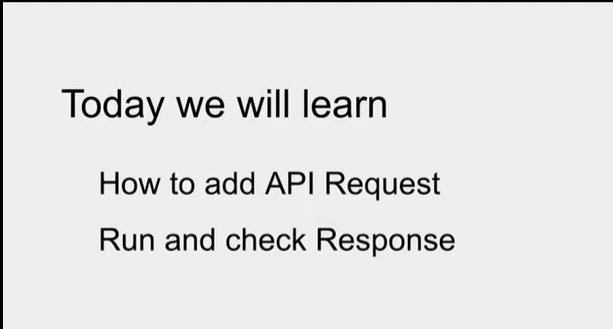 Today we will learn
How to add API Request
Run and check Response